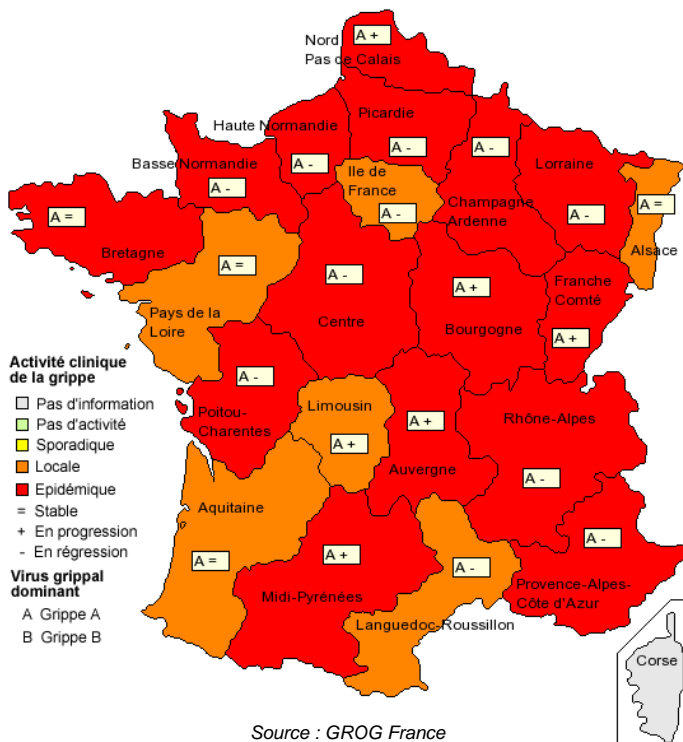 A +
Nord
Pas de Calais
Picardie
Haute Normandie
A -
A -
A -
Lorraine
Basse Normandie
A -
Ile de
France
A -
Champagne
Ardenne
A -
A =
Alsace
A =
Bretagne
A =
Pays de la
Loire
A -
Centre
A +
Bourgogne
Franche
Comté
A +
Activité clinique
de la grippe
Pas d'information
Pas d'activité
Sporadique
Locale
Epidémique
= Stable
+ En progression
- En régression
Virus grippal
dominant
A Grippe A
B Grippe B
A -
Poitou-
Charentes
Limousin
A +
A +
Auvergne
Rhône-Alpes
A -
Aquitaine
A =
A +
Midi-Pyrénées
A -
Languedoc-Roussillon
A -
Provence-Alpes-
Côte d'Azur
Corse
Source : GROG France